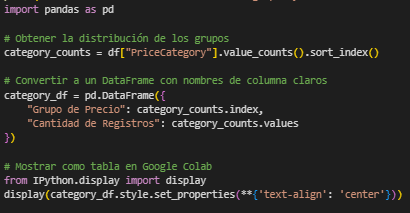 import pandas as pd
# Obtener la distribución de los grupos
category_counts = df["PriceCategory"].value_counts().sort_index()
# Convertir a un DataFrame con nombres de columna claros
category_df = pd.DataFrame({
    "Grupo de Precio": category_counts.index,
    "Cantidad de Registros": category_counts.values
})
# Mostrar como tabla en Google Colab
from IPython.display import display
display(category_df.style.set_properties(**{'text-align': 'center'}))